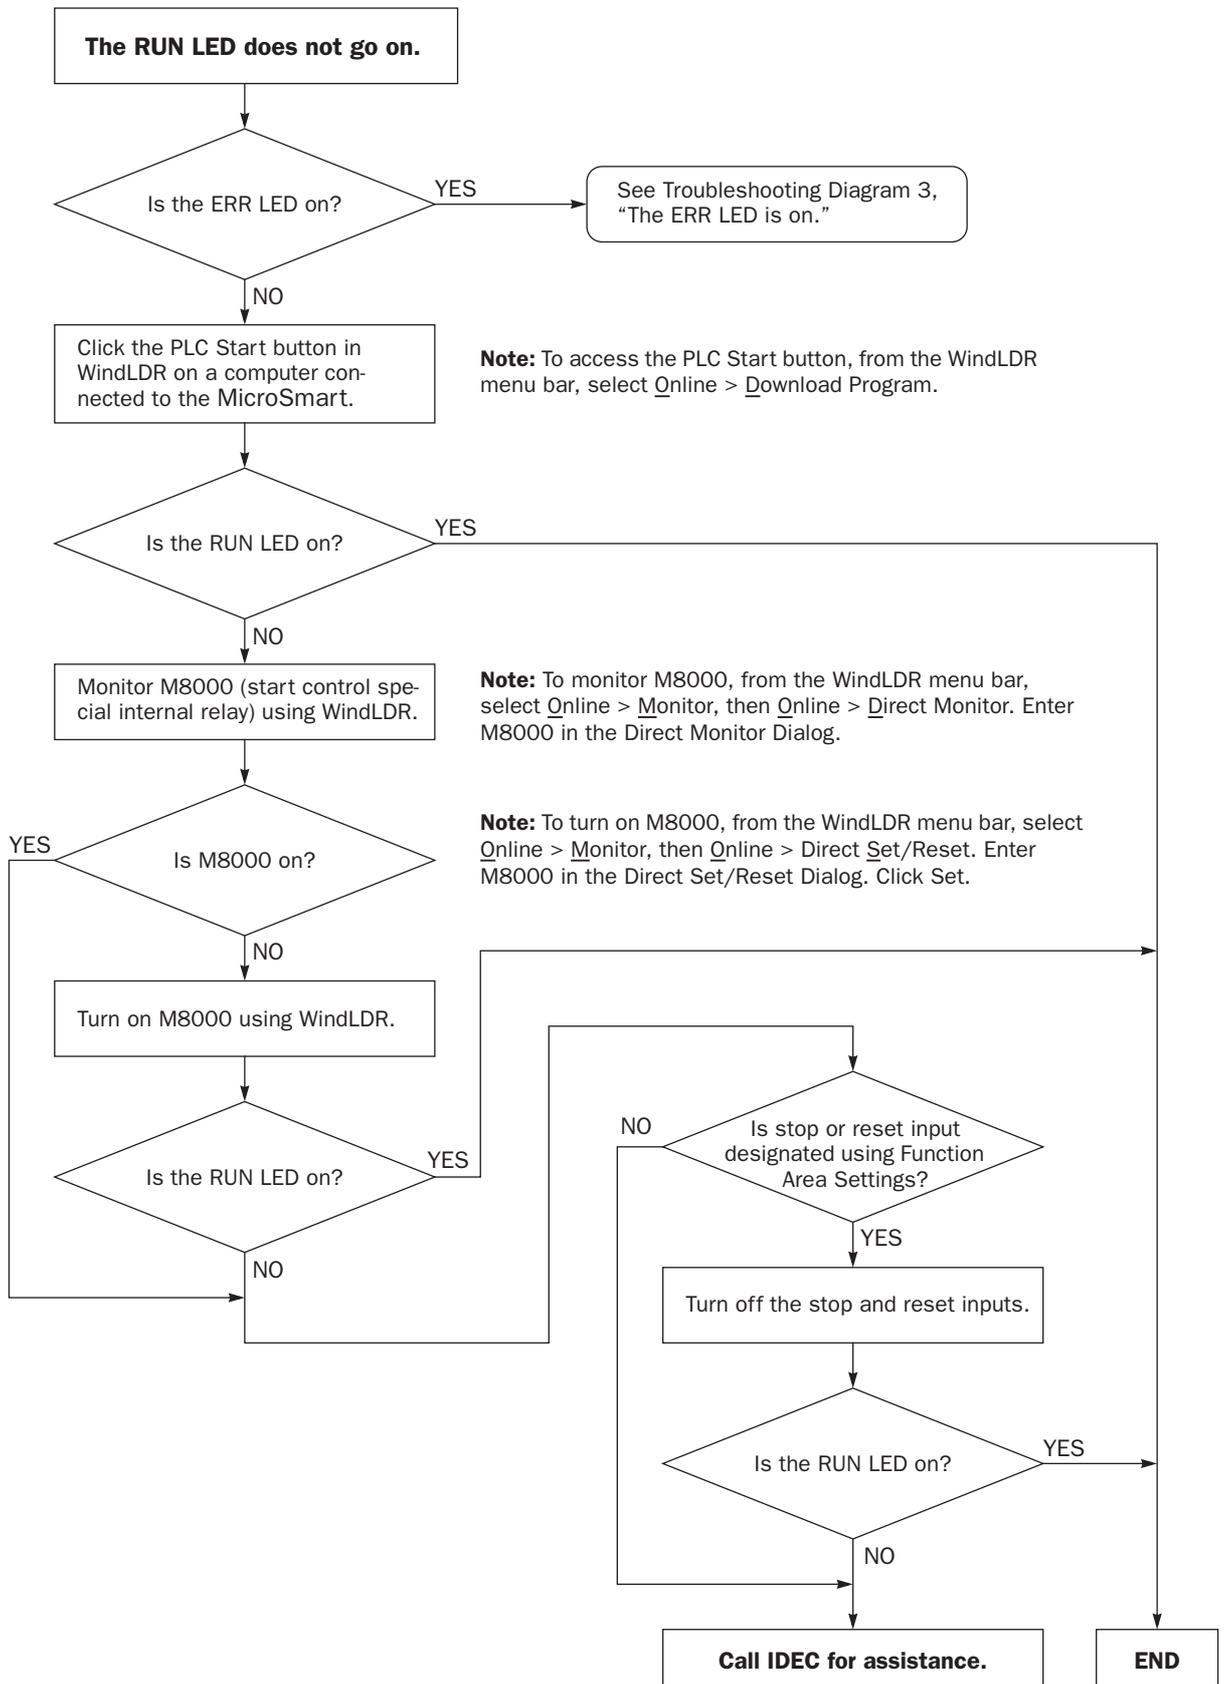 The RUN LED does not go on.
Is the ERR LED on?
YES
See Troubleshooting Diagram 3,
“The ERR LED is on.”
NO
Click the PLC Start button in
WindLDR on a computer con-
nected to the MicroSmart.
Note: To access the PLC Start button, from the WindLDR
menu bar, select Online > Download Program.
Is the RUN LED on?
YES
NO
Monitor M8000 (start control spe-
cial internal relay) using WindLDR.
Note: To monitor M8000, from the WindLDR menu bar,
select Online > Monitor, then Online > Direct Monitor. Enter
M8000 in the Direct Monitor Dialog.
YES
Is M8000 on?
Note: To turn on M8000, from the WindLDR menu bar, select
Online > Monitor, then Online > Direct Set/Reset. Enter
M8000 in the Direct Set/Reset Dialog. Click Set.
NO
Turn on M8000 using WindLDR.
Is the RUN LED on?
YES
NO
NO
Is stop or reset input
designated using Function
Area Settings?
YES
Turn off the stop and reset inputs.
Is the RUN LED on?
YES
NO
Call IDEC for assistance.
END